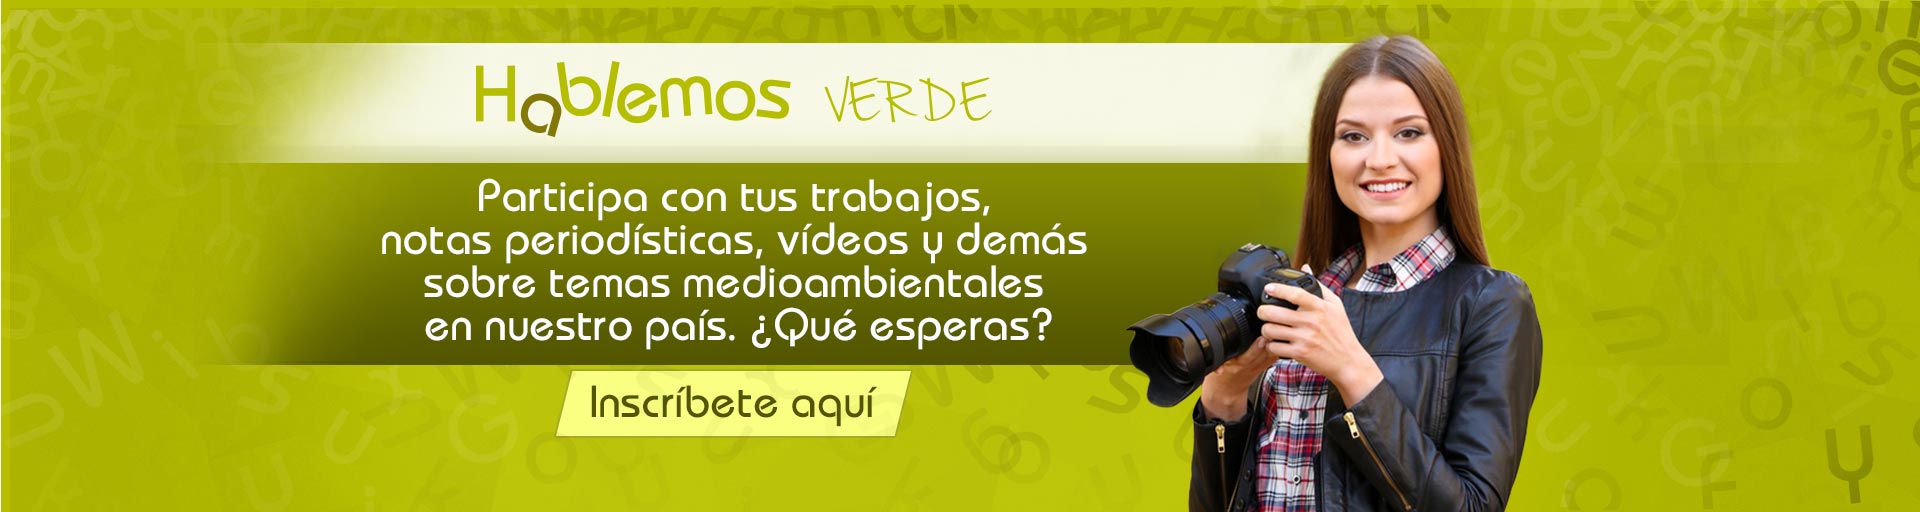 Hablemos VERDE
Participa con tus trabajos,
notas periodísticas, vídeos y demás
sobre temas medioambientales
en nuestro país. ¿Qué esperas?
Inscríbete aquí